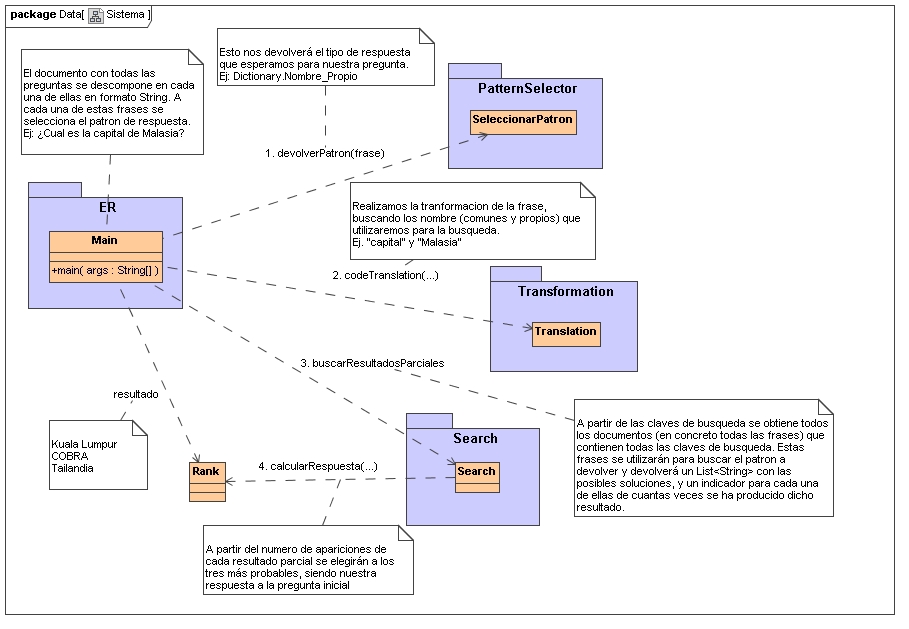 package Data[ Sistema ]
Esto nos devolverá el tipo de respuesta
que esperamos para nuestra pregunta.
Ej: Dictionary.Nombre_Propio
El documento con todas las
preguntas se descompone en cada
una de ellas en formato String. A
cada una de estas frases se
selecciona el patron de respuesta.
Ej: ¿Cual es la capital de Malasia?
PatternSelector
SeleccionarPatron
1. devolverPatron(frase)
ER
Main
+main( args : String[] )
Realizamos la tranformacion de la frase,
buscando los nombre (comunes y propios) que
utilizaremos para la busqueda.
Ej. "capital" y "Malasia"
2. codeTranslation(...)
Transformation
Translation
3. buscarResultadosParciales
resultado
Kuala Lumpur
COBRA
Tailandia
Rank
4. calcularRespuesta(...)
Search
Search
A partir de las claves de busqueda se obtiene todos
los documentos (en concreto todas las frases) que
contienen todas las claves de busqueda. Estas
frases se utilizarán para buscar el patron a
devolver y devolverá un List<String> con las
posibles soluciones, y un indicador para cada una
de ellas de cuantas veces se ha producido dicho
resultado.
A partir del numero de apariciones de
cada resultado parcial se elegirán a los
tres más probables, siendo nuestra
respuesta a la pregunta inicial